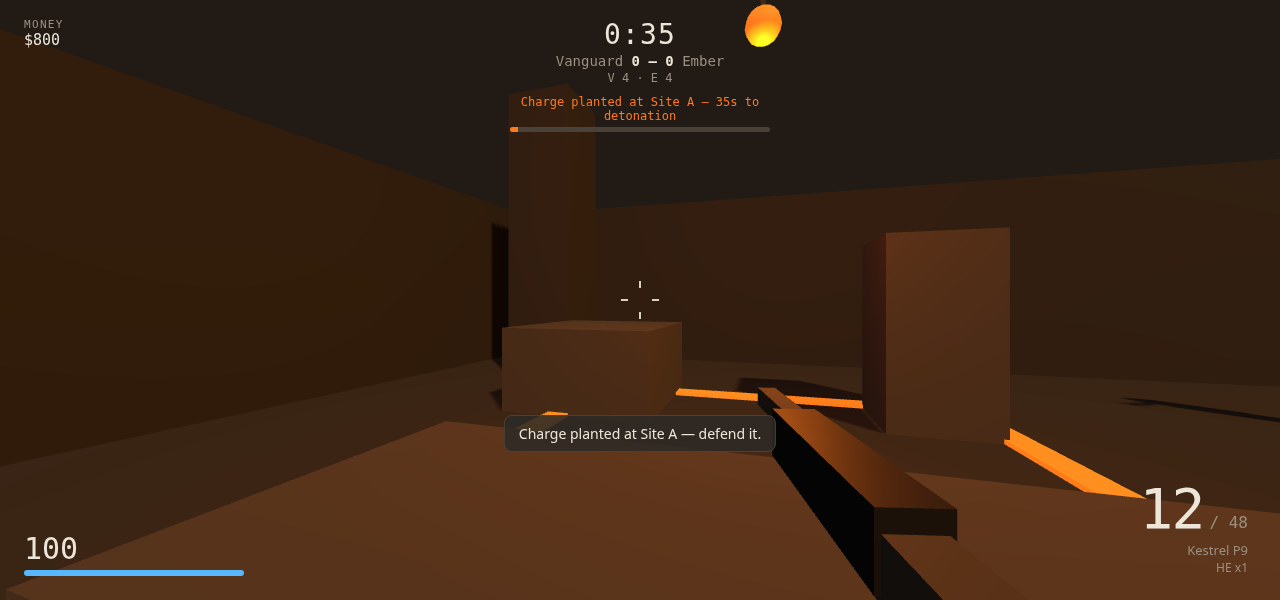 MONEY
$800
0:35
Vanguard 0 — 0 Ember
V 4 · E 4
Charge planted at Site A — 35s to
detonation
Charge planted at Site A — defend it.
100
12 / 48
Kestrel P9
HE x1